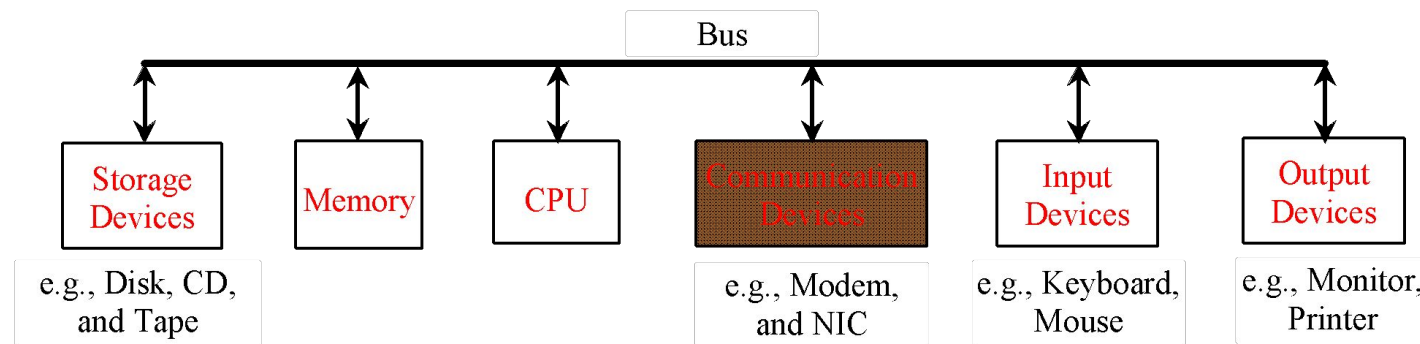 Bus
Storage
Devices
Memory
CPU
Communication
Devices
Input
Devices
Output
Devices
e.g., Disk, CD,
and Tape
e.g., Modem,
and NIC
e.g., Keyboard,
Mouse
e.g., Monitor,
Printer